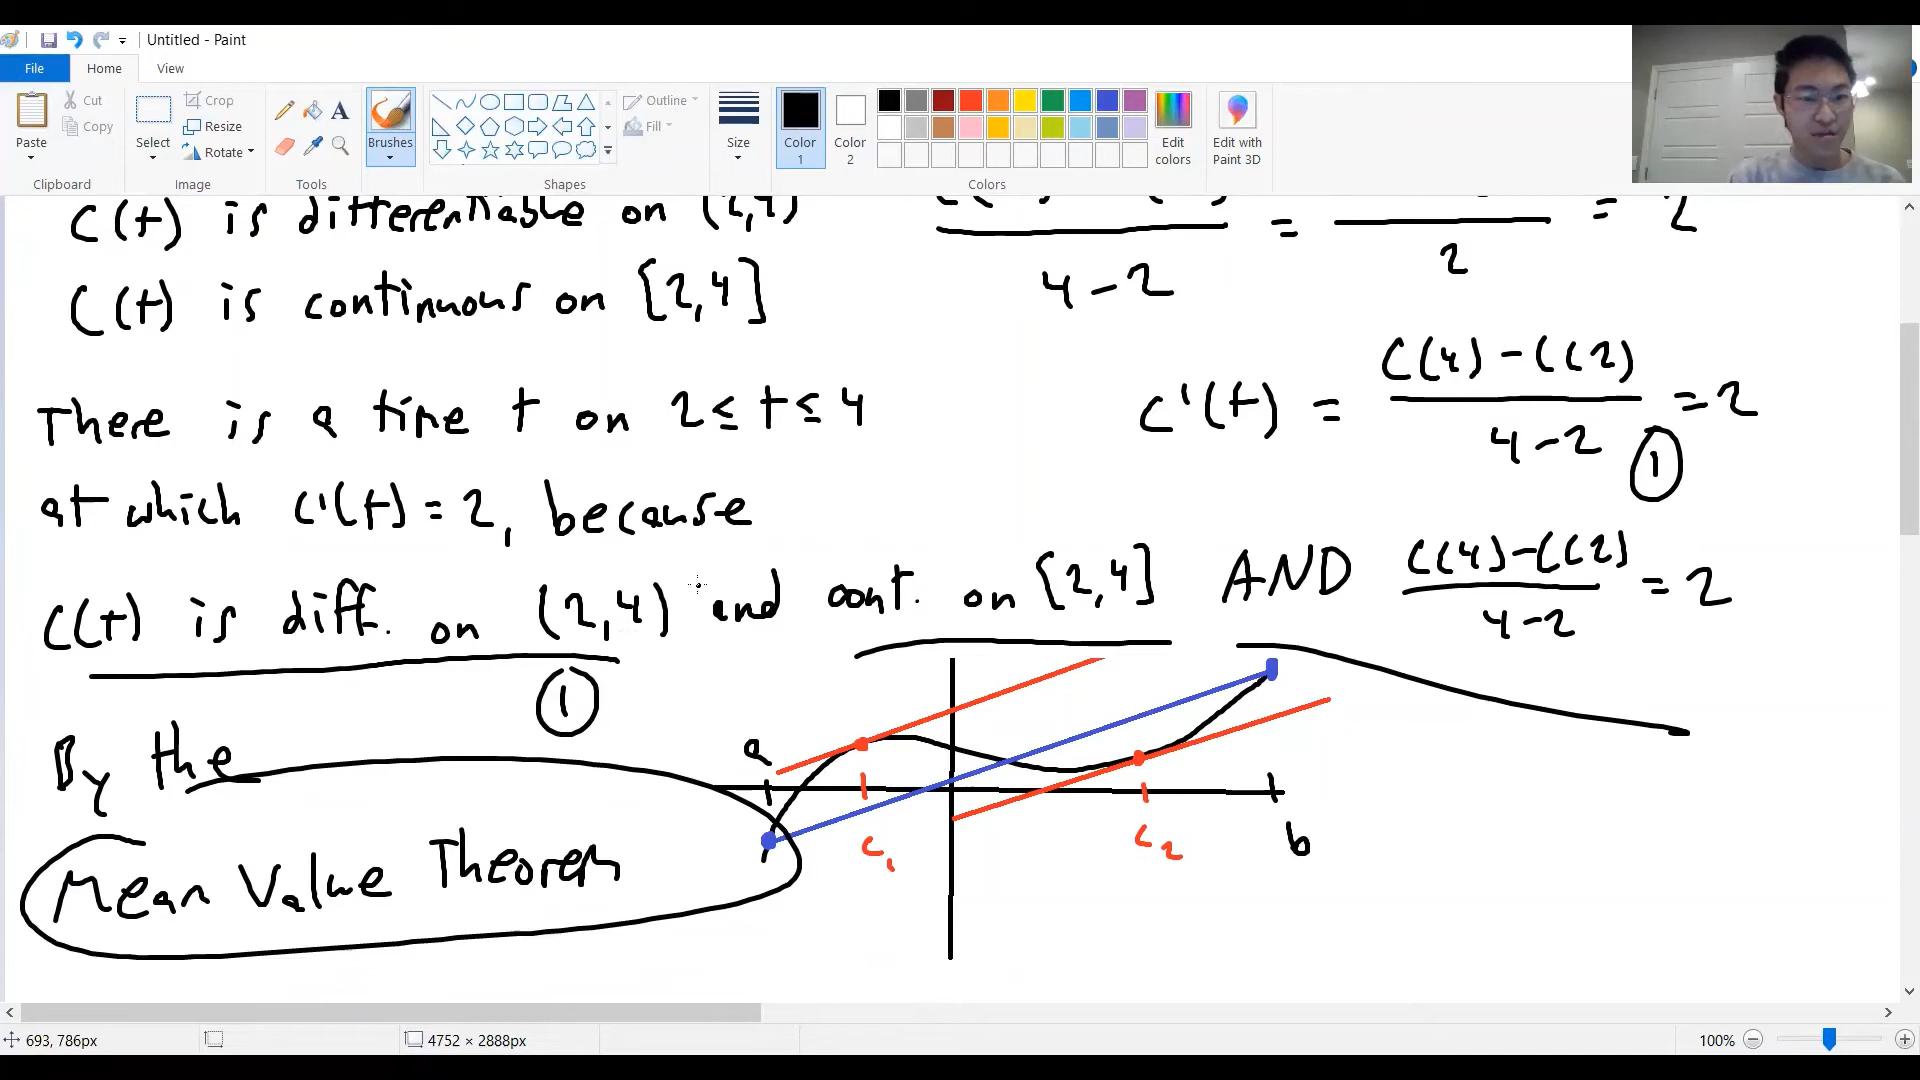 Untitled - Paint
File
Home
View
Paste
Cut
Copy
Clipboard
Select
Crop
Resize
Rotate
Image
Tools
Brushes
Shapes
Outline
Fill
Size
Color 1
Color 2
Edit colors
Edit with Paint 3D
Colors
C(t) is differentiable on (2,4)
4-2
=
2
= 2
C(t) is continuous on [2,4]
C'(t) = C(4)-C(2) / 4-2 = 2
1
There is a time t on 2 ≤ t ≤ 4
at which C'(t) = 2, because
C(t) is diff. on (2,4) and cont. on [2,4] AND C(4)-C(2) / 4-2 = 2
1
By the
Mean Value Theorem
a
c1
c2
b
693, 786px
4752 × 2888px
100%